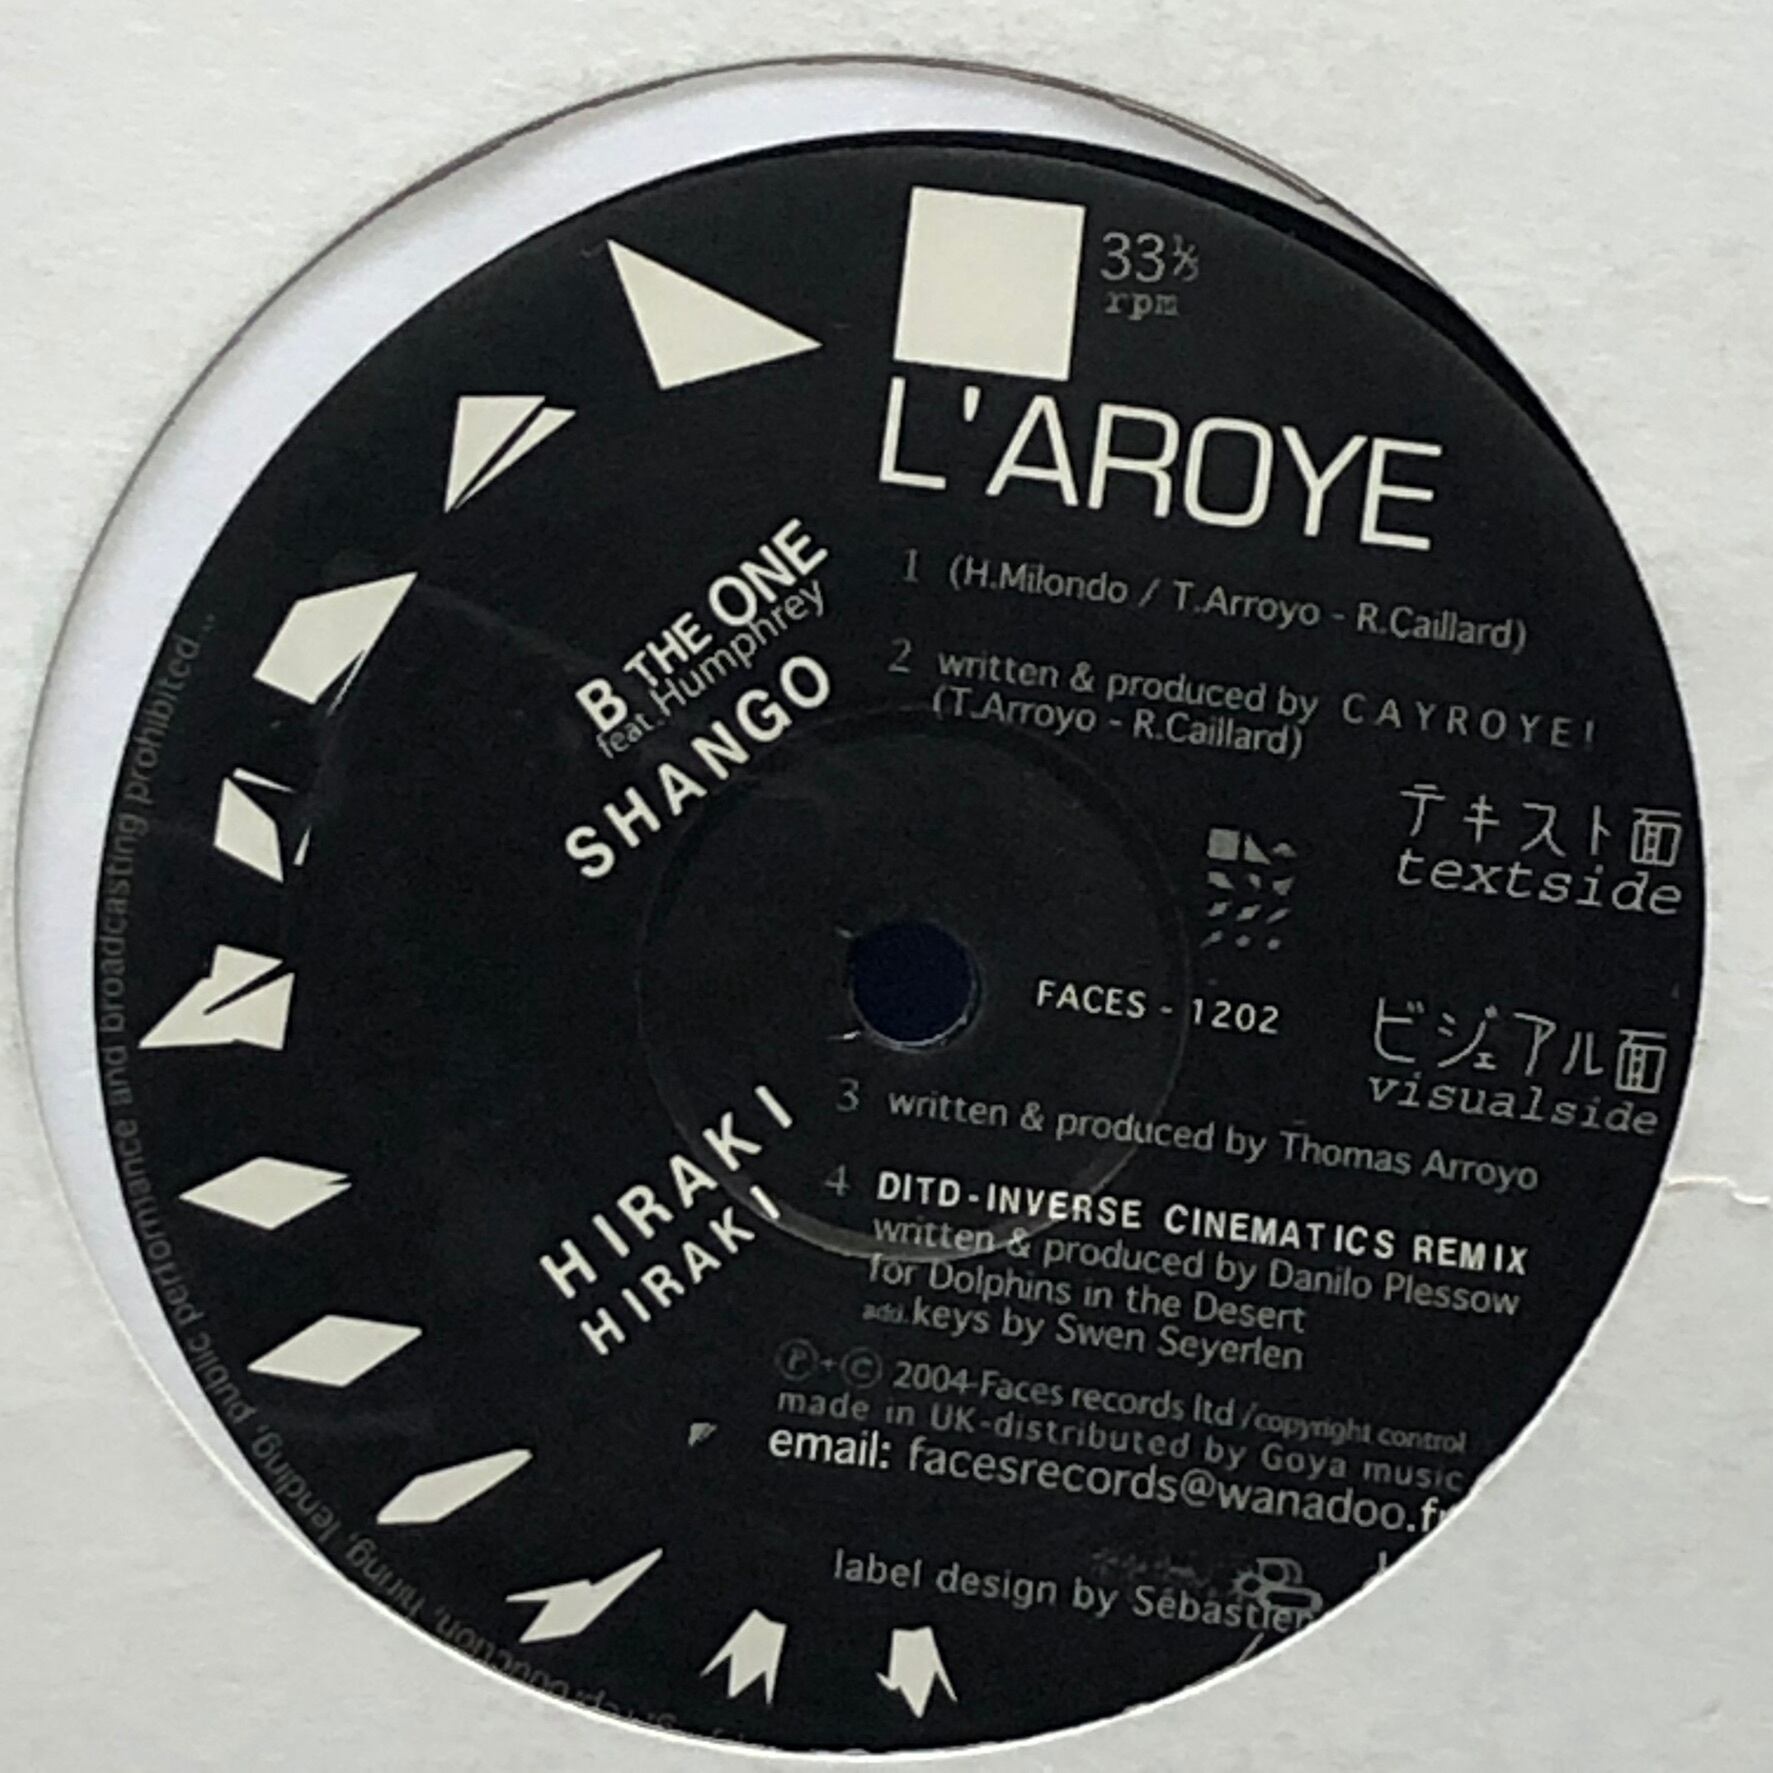 33⅓
rpm
L'AROYE
B THE ONE
feat. Humphrey
SHANGO
1 (H.Milondo / T.Arroyo - R.Caillard)
2 written & produced by CAYROYE!
(T.Arroyo - R.Caillard)
テキスト面
textside
FACES - 1202
ビジェアル面
visualside
HIRAKI
HIRAKI
3 written & produced by Thomas Arroyo
4 DITD-INVERSE CINEMATICS REMIX
written & produced by Danilo Plessow
for Dolphins in the Desert
add.keys by Swen Seyerlen
Ⓟ+© 2004 Faces records ltd /copyright control
made in UK-distributed by Goya music
email: facesrecords@wanadoo.fr
label design by Sébastien
hiring, lending, public performance and broadcasting prohibited...